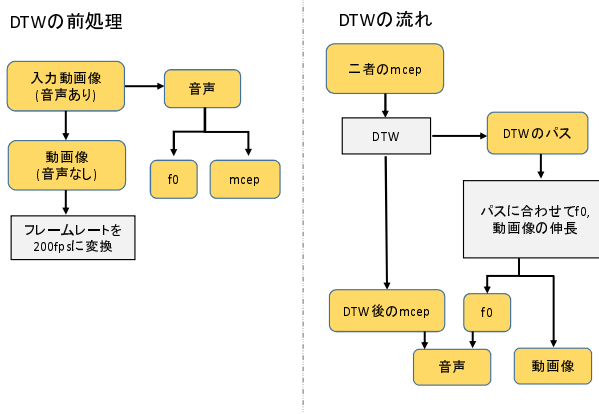 DTWの前処理
入力動画像
(音声あり)
音声
動画像
(音声なし)
f0
mcep
フレームレートを
200fpsに変換
DTWの流れ
二者のmcep
DTW
DTWのパス
パスに合わせてf0,
動画像の伸長
DTW後のmcep
f0
音声
動画像